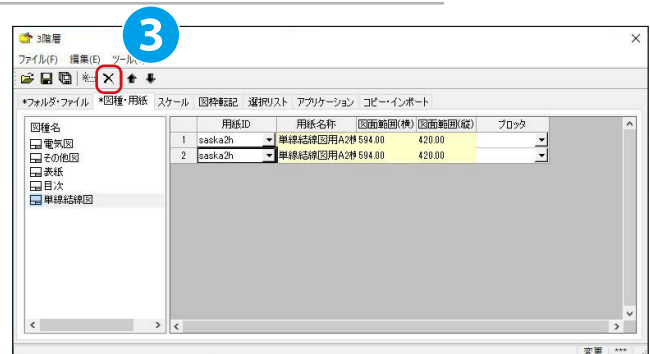 3
3階層
ファイル(F) 編集(E) ツール
*フォルダ・ファイル *図種・用紙 スケール 図枠転記 選択リスト アプリケーション コピー・インポート
図種名
電気図
その他図
表紙
目次
単線結線図
用紙ID 用紙名称 図面範囲(横) 図面範囲(縦) プロッタ
1 saska2h 単線結線図用A2横 594.00 420.00
2 saska2h 単線結線図用A2横 594.00 420.00
変更 ***